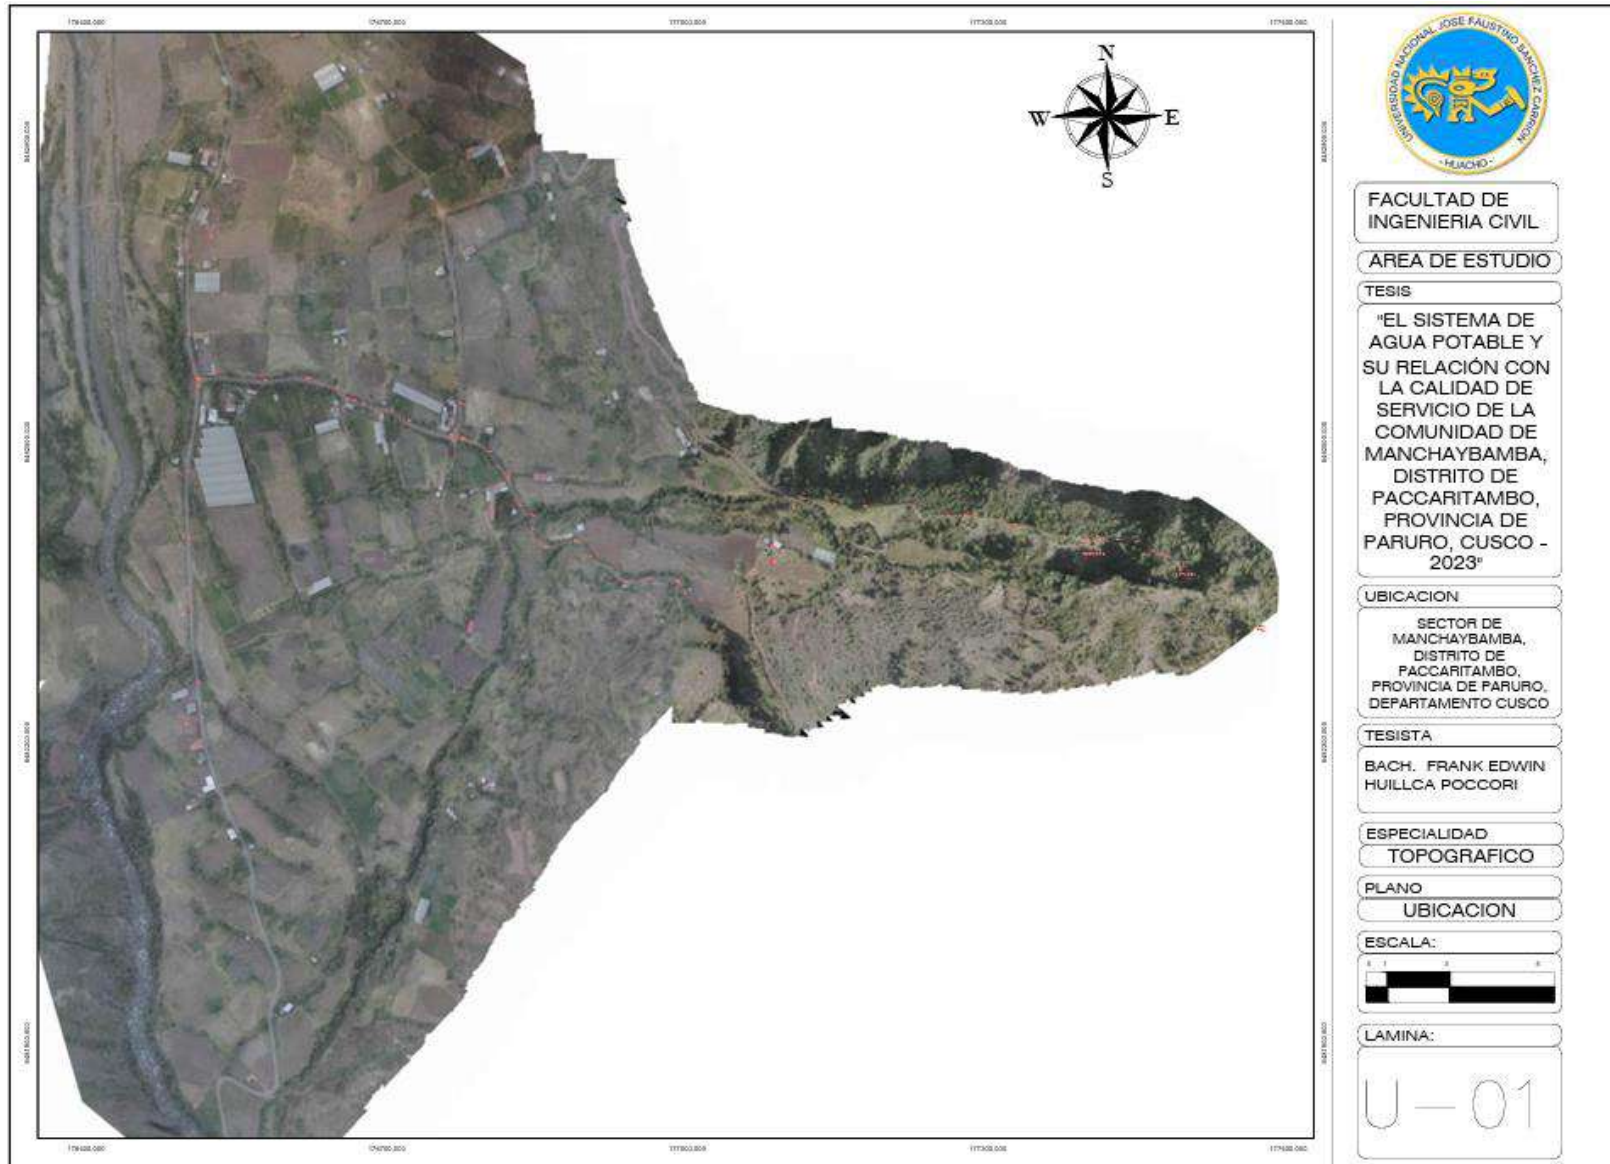 N
W E
S
UNIVERSIDAD NACIONAL JOSE FAUSTINO SANCHEZ CARRION
- HUACHO -
FACULTAD DE
INGENIERIA CIVIL
AREA DE ESTUDIO
TESIS
"EL SISTEMA DE
AGUA POTABLE Y
SU RELACIÓN CON
LA CALIDAD DE
SERVICIO DE LA
COMUNIDAD DE
MANCHAYBAMBA,
DISTRITO DE
PACCARITAMBO,
PROVINCIA DE
PARURO, CUSCO -
2023"
UBICACION
SECTOR DE
MANCHAYBAMBA,
DISTRITO DE
PACCARITAMBO,
PROVINCIA DE PARURO,
DEPARTAMENTO CUSCO
TESISTA
BACH. FRANK EDWIN
HUILLCA POCCORI
ESPECIALIDAD
TOPOGRAFICO
PLANO
UBICACION
ESCALA:
LAMINA:
U - 01